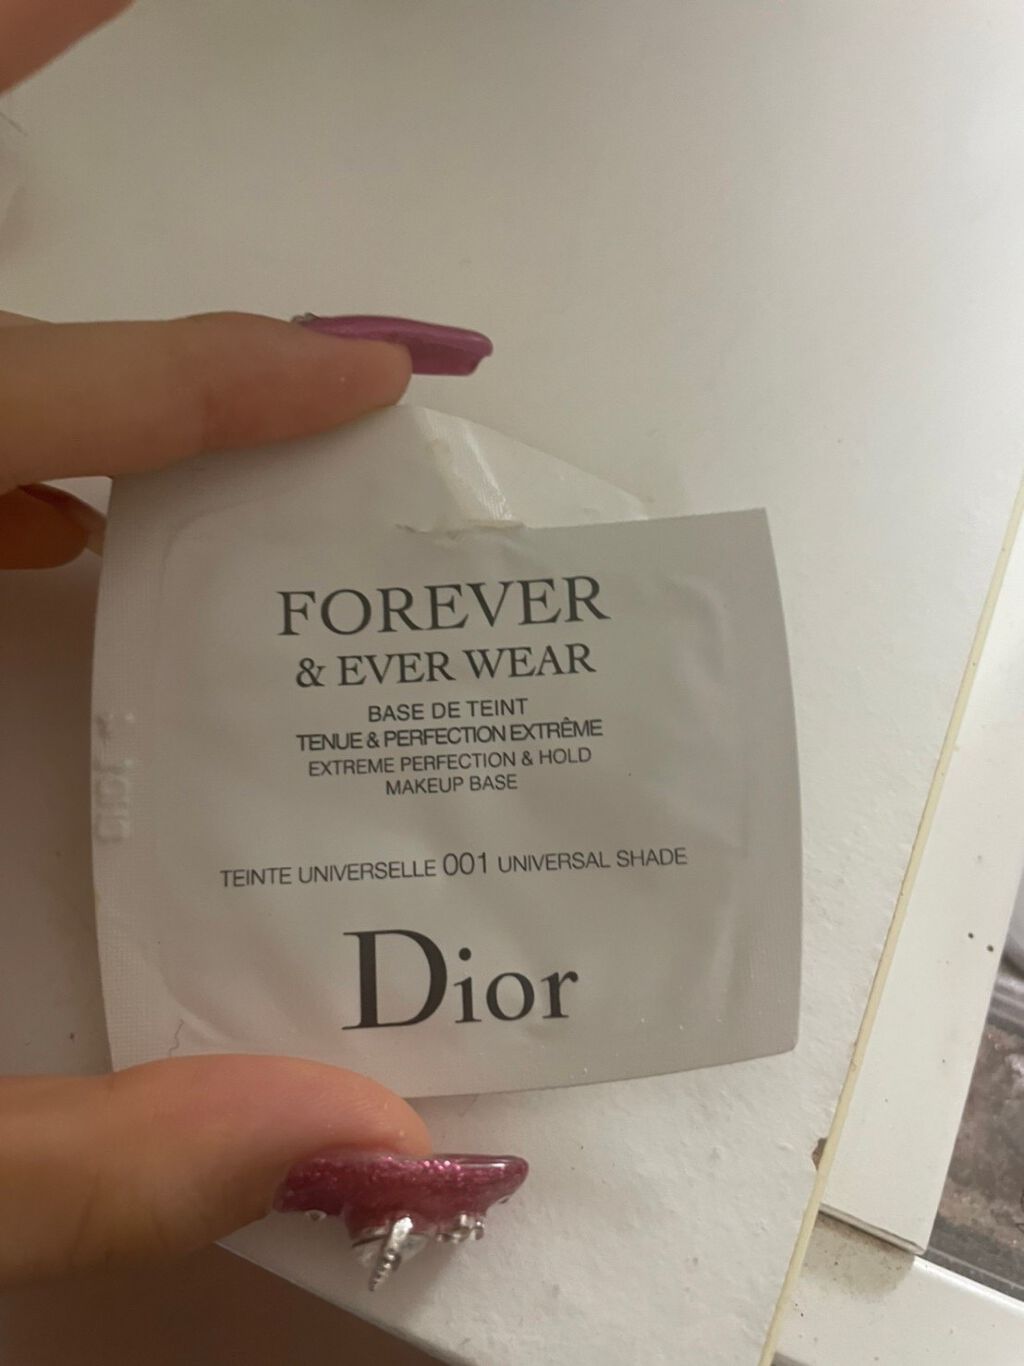 FOREVER
& EVER WEAR
BASE DE TEINT
TENUE & PERFECTION EXTRÊME
EXTREME PERFECTION & HOLD
MAKEUP BASE
TEINTE UNIVERSELLE 001 UNIVERSAL SHADE
Dior